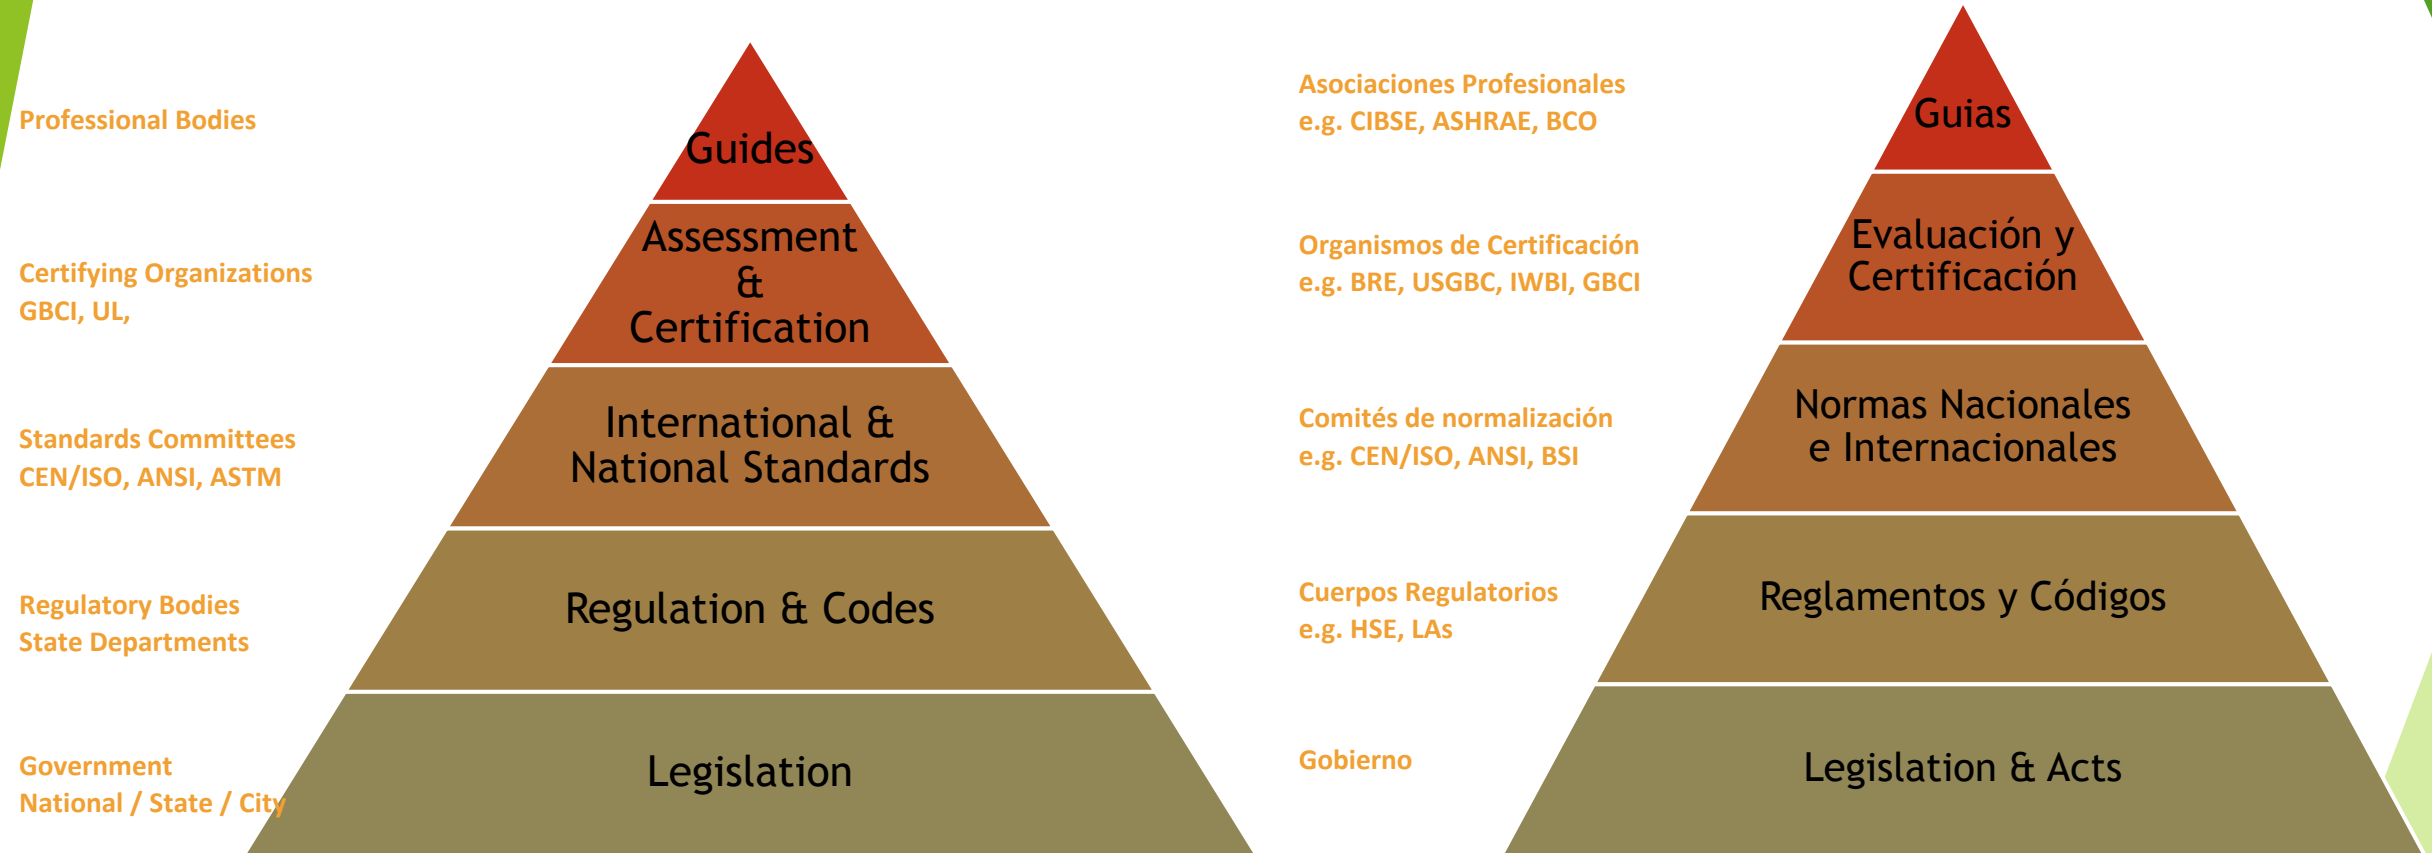 Professional Bodies
Guides
Certifying Organizations
GBCI, UL,
Assessment
&
Certification
Standards Committees
CEN/ISO, ANSI, ASTM
International &
National Standards
Regulatory Bodies
State Departments
Regulation & Codes
Government
National / State / City
Legislation
Asociaciones Profesionales
e.g. CIBSE, ASHRAE, BCO
Guias
Organismos de Certificación
e.g. BRE, USGBC, IWBI, GBCI
Evaluación y
Certificación
Comités de normalización
e.g. CEN/ISO, ANSI, BSI
Normas Nacionales
e Internacionales
Cuerpos Regulatorios
e.g. HSE, LAs
Reglamentos y Códigos
Gobierno
Legislation & Acts